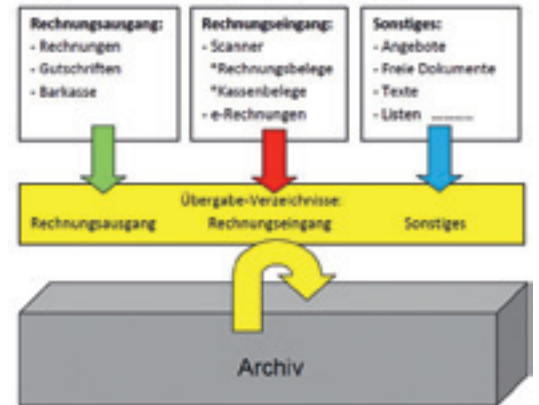 Rechnungsausgang:
- Rechnungen
- Gutschriften
- Barkasse
Rechnungseingang:
- Scanner
*Rechnungsbelege
*Kassenbelege
- e-Rechnungen
Sonstiges:
- Angebote
- Freie Dokumente
- Texte
- Listen ......
Übergabe-Verzeichnisse:
Rechnungsausgang Rechnungseingang Sonstiges
Archiv